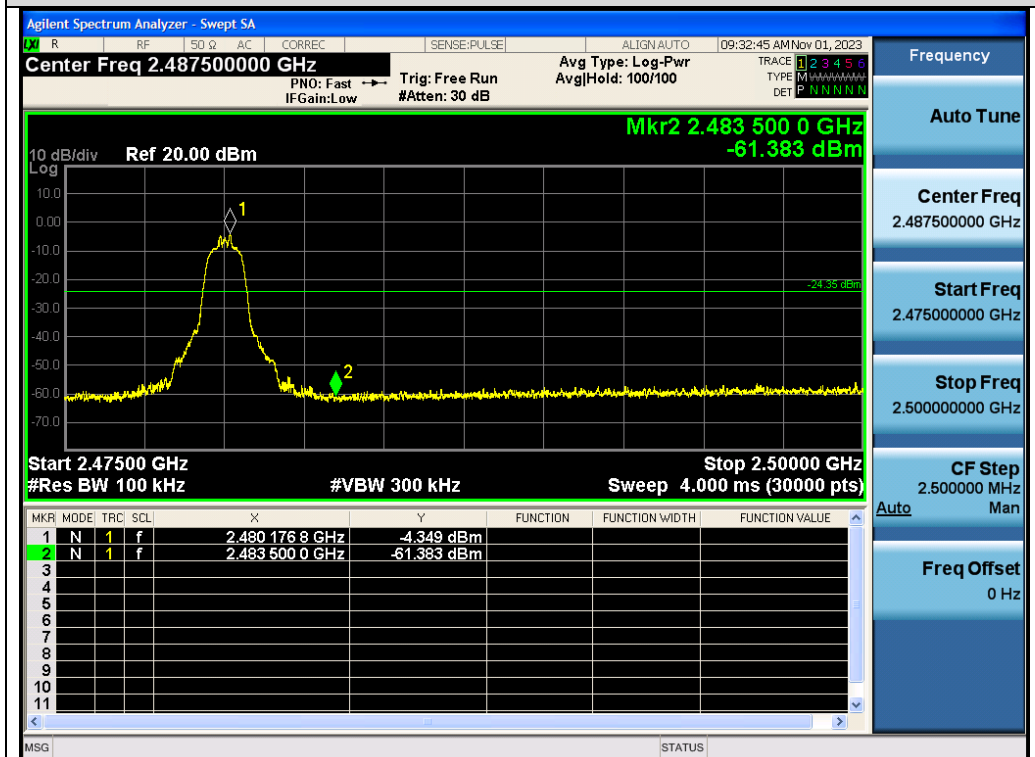 Agilent Spectrum Analyzer - Swept SA
LXI R RF 50 Ω AC CORREC SENSE:PULSE ALIGN AUTO 09:32:45 AM Nov 01, 2023
Center Freq 2.487500000 GHz
PNO: Fast
IFGain:Low
Trig: Free Run
#Atten: 30 dB
Avg Type: Log-Pwr
Avg|Hold: 100/100
TRACE 1 2 3 4 5 6
TYPE M WWWWW
DET P N N N N N
Mkr2 2.483 500 0 GHz
-61.383 dBm
10 dB/div Ref 20.00 dBm
Log
10.0
0.00
-10.0
-20.0
-30.0
-40.0
-50.0
-60.0
-70.0
1
2
-24.35 dBm
Start 2.47500 GHz Stop 2.50000 GHz
#Res BW 100 kHz #VBW 300 kHz Sweep 4.000 ms (30000 pts)
MKR MODE TRC SCL X Y FUNCTION FUNCTION WIDTH FUNCTION VALUE
1 N 1 f 2.480 176 8 GHz -4.349 dBm
2 N 1 f 2.483 500 0 GHz -61.383 dBm
3
4
5
6
7
8
9
10
11
MSG STATUS
Frequency
Auto Tune
Center Freq
2.487500000 GHz
Start Freq
2.475000000 GHz
Stop Freq
2.500000000 GHz
CF Step
2.500000 MHz
Auto Man
Freq Offset
0 Hz